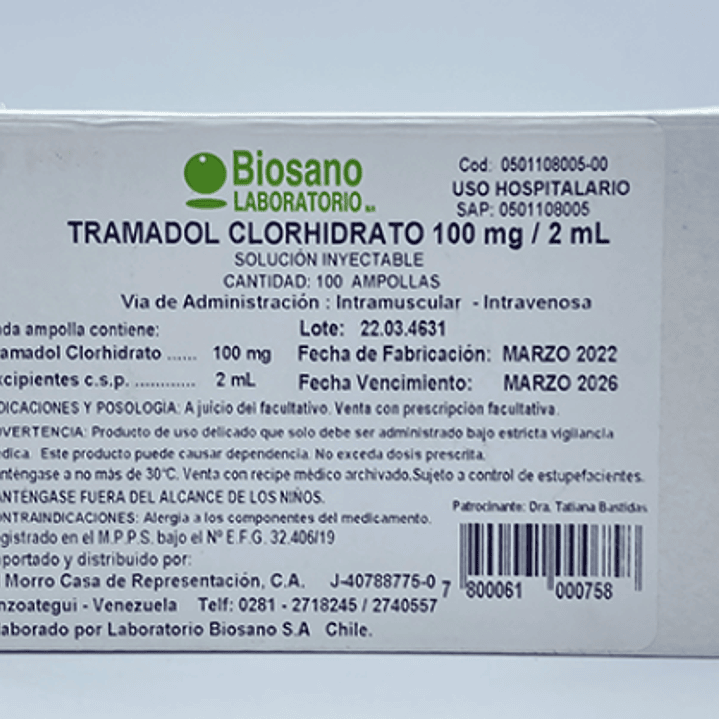 Biosano
LABORATORIO S.A.
Cod: 0501108005-00
USO HOSPITALARIO
SAP: 0501108005
TRAMADOL CLORHIDRATO 100 mg / 2 mL
SOLUCIÓN INYECTABLE
CANTIDAD: 100 AMPOLLAS
Via de Administración : Intramuscular - Intravenosa
ada ampolla contiene:
ramadol Clorhidrato ...... 100 mg
xcipientes c.s.p. ............. 2 mL
Lote: 22.03.4631
Fecha de Fabricación: MARZO 2022
Fecha Vencimiento: MARZO 2026
DICACIONES Y POSOLOGIA: A juicio del facultativo. Venta con prescripción facultativa.
DVERTENCIA: Producto de uso delicado que solo debe ser administrado bajo estricta vigilancia
édica. Este producto puede causar dependencia. No exceda dosis prescrita.
anténgase a no más de 30°C. Venta con recipe médico archivado.Sujeto a control de estupefacientes.
ANTÉNGASE FUERA DEL ALCANCE DE LOS NIÑOS.
ONTRAINDICACIONES: Alergia a los componentes del medicamento.
egistrado en el M.P.P.S. bajo el Nº E.F.G. 32.406/19
portado y distribuido por:
Morro Casa de Representación, C.A. J-40788775-0
nzoategui - Venezuela Telf: 0281 - 2718245 / 2740557
laborado por Laboratorio Biosano S.A Chile.
Patrocinante: Dra. Tatiana Bastidas
7 800061 000758